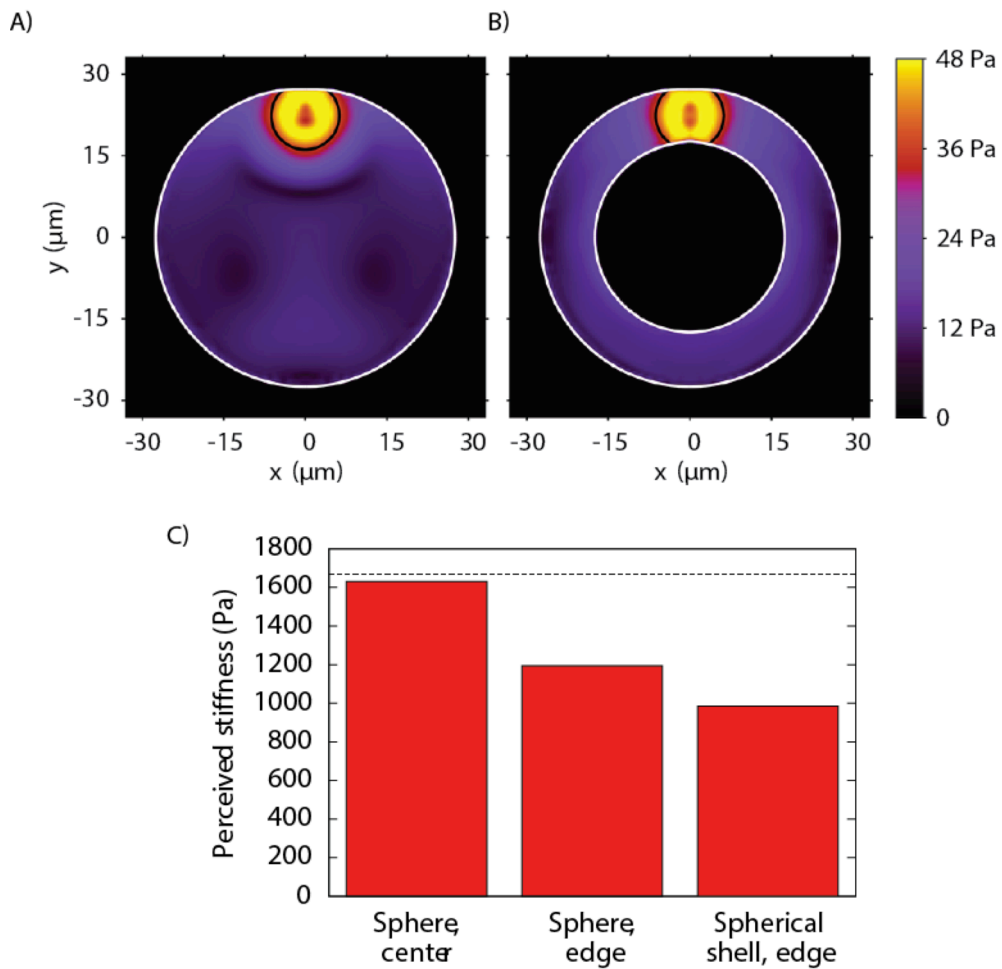 A)
B)
30
15
0
-15
-30
y (µm)
-30
-15
0
15
30
x (µm)
-30
-15
0
15
30
x (µm)
48 Pa
36 Pa
24 Pa
12 Pa
0
C)
1800
1600
1400
1200
1000
800
600
400
200
0
Perceived stiffness (Pa)
Sphere,
center
Sphere,
edge
Spherical
shell, edge